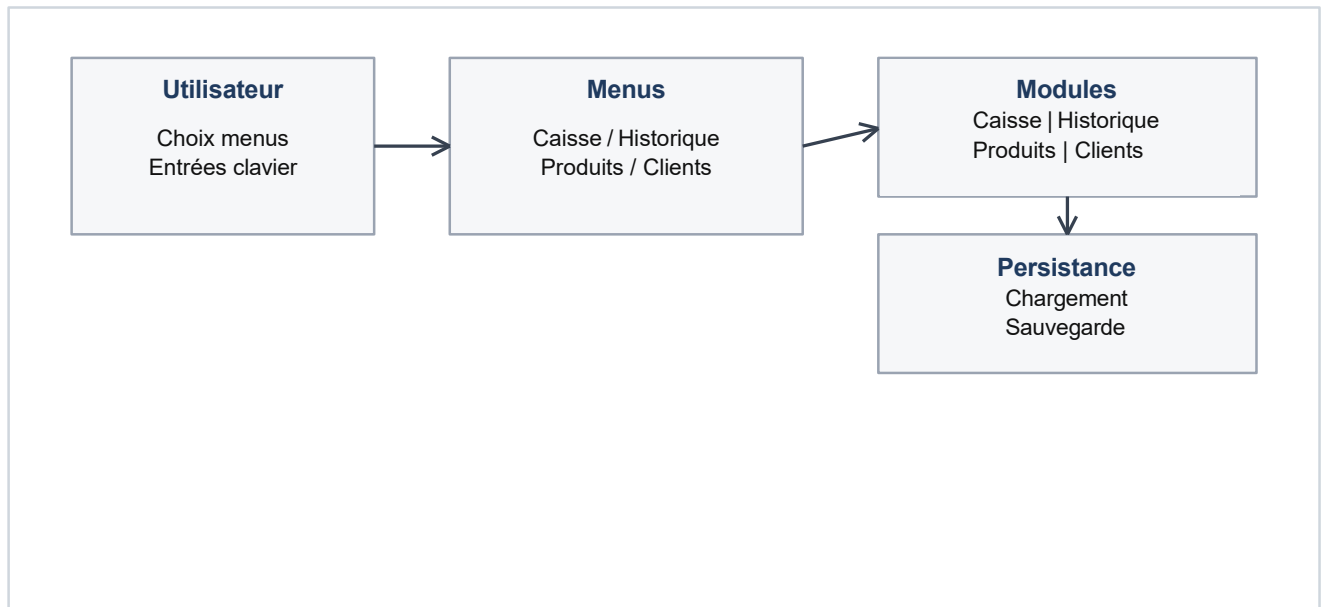 Utilisateur
Choix menus
Entrées clavier
Menus
Caisse / Historique
Produits / Clients
Modules
Caisse | Historique
Produits | Clients
Persistance
Chargement
Sauvegarde